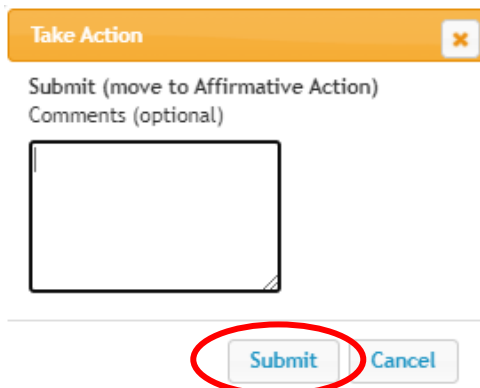 Take Action
Submit (move to Affirmative Action)
Comments (optional)
Submit Cancel